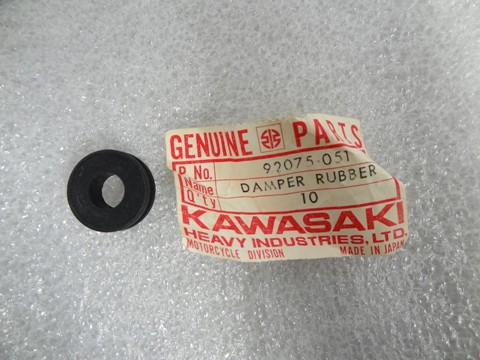 GENUINE PARTS
P No. 92075-051
Name DAMPER RUBBER
Q'ty 10
KAWASAKI
HEAVY INDUSTRIES, LTD.
MOTORCYCLE DIVISION MADE IN JAPAN